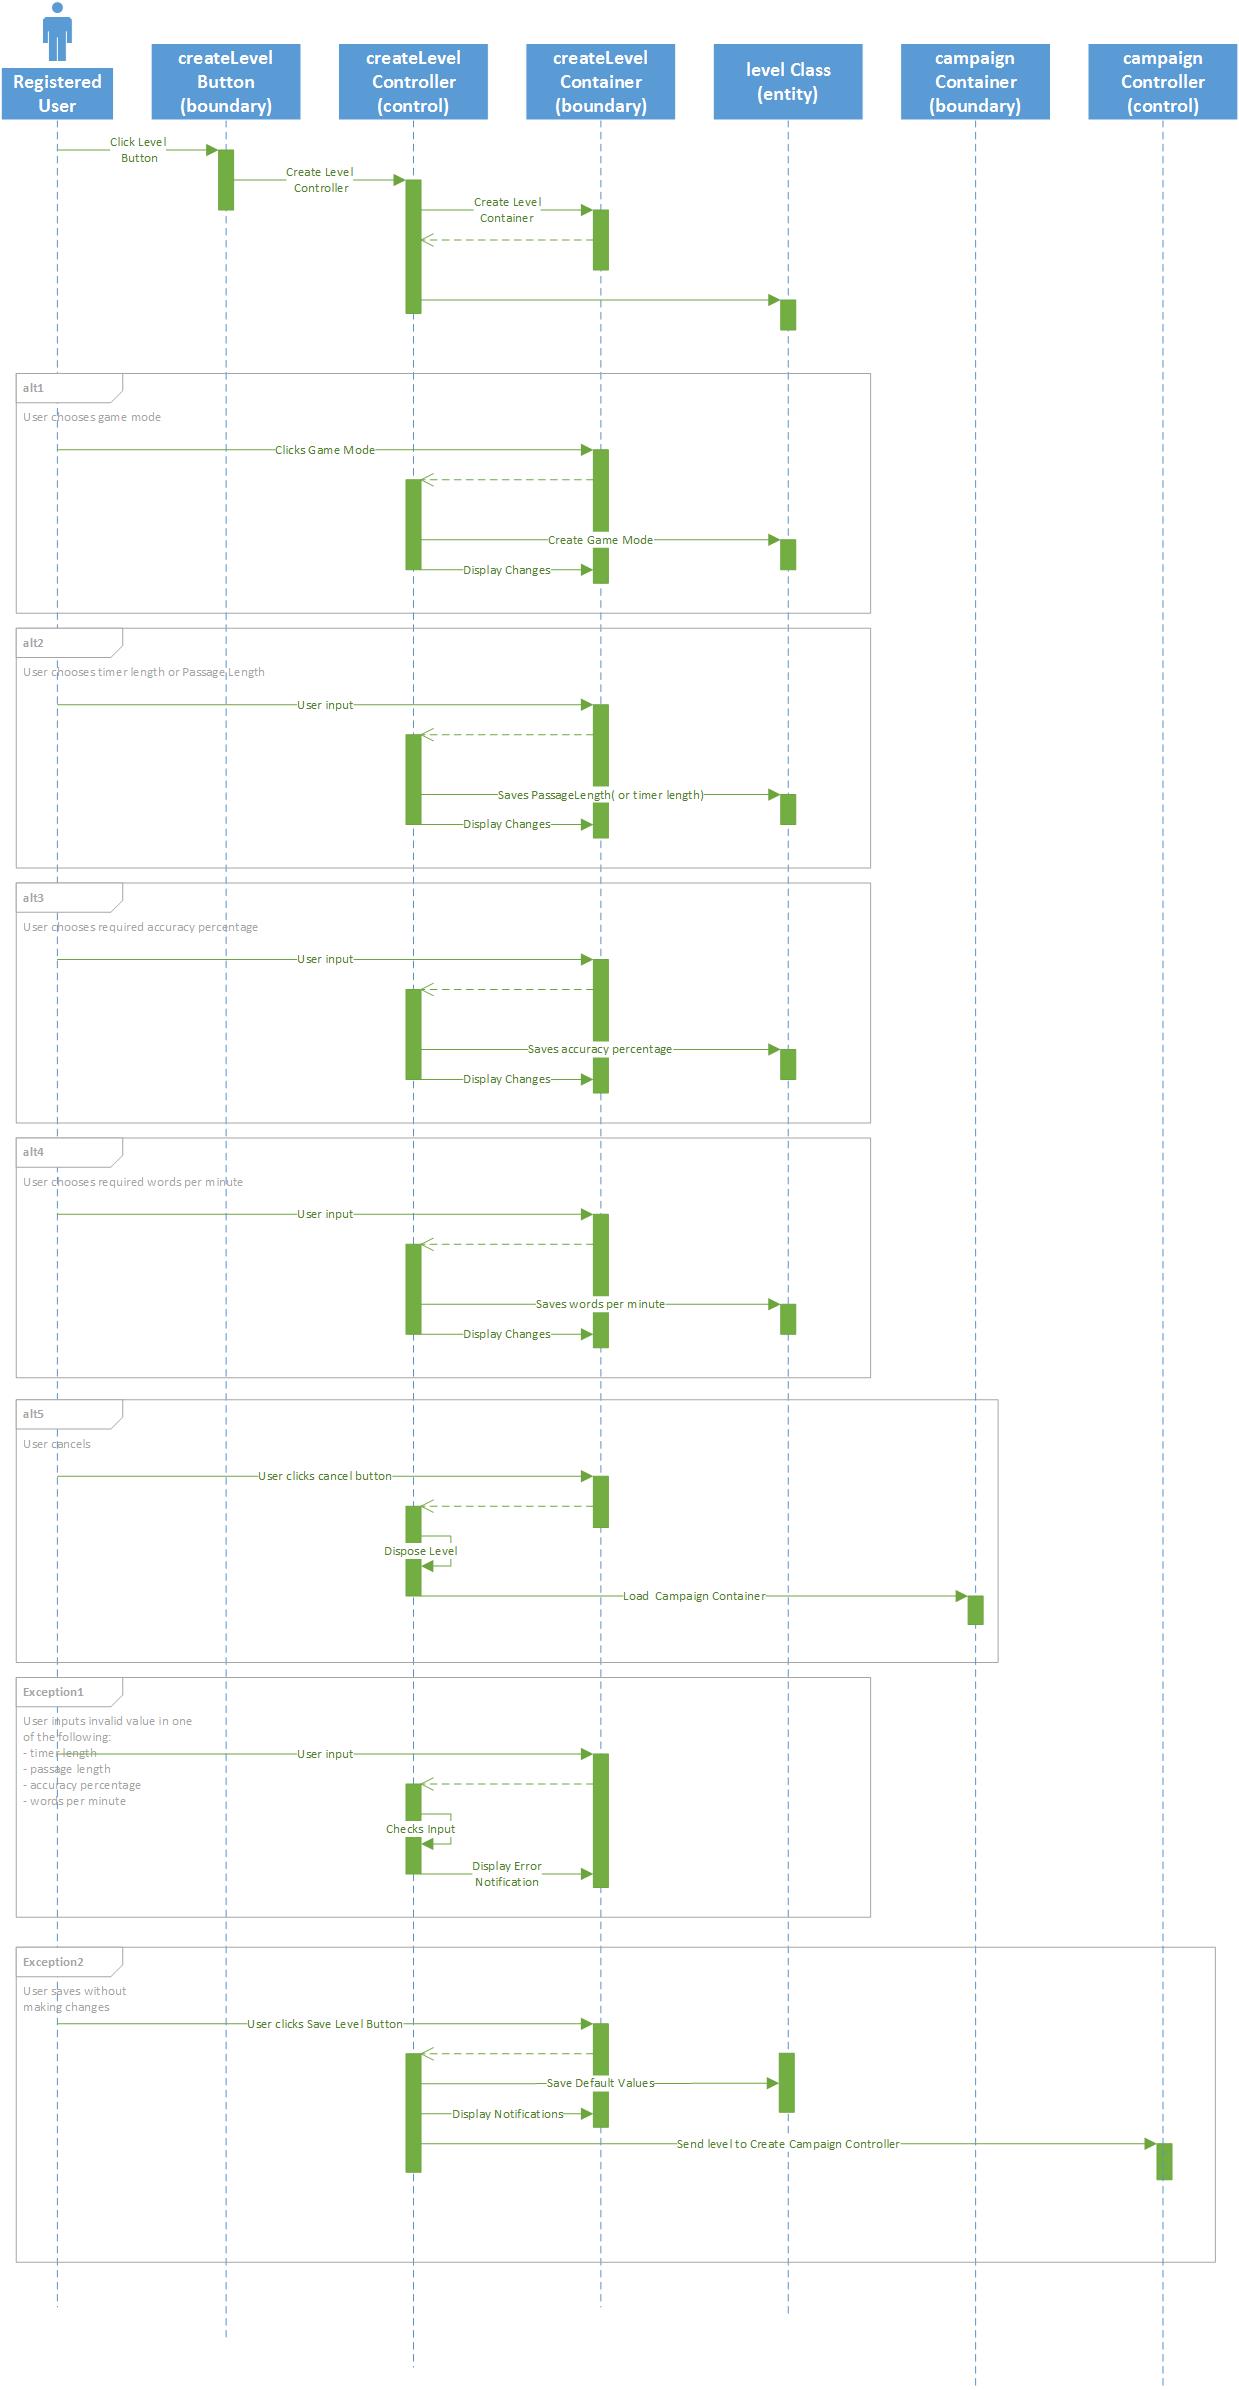 Registered
User
createLevel
Button
(boundary)
createLevel
Controller
(control)
createLevel
Container
(boundary)
level Class
(entity)
campaign
Container
(boundary)
campaign
Controller
(control)
Click Level
Button
Create Level
Controller
Create Level
Container
alt1
User chooses game mode
Clicks Game Mode
Create Game Mode
Display Changes
alt2
User chooses timer length or Passage Length
User input
Saves PassageLength( or timer length)
Display Changes
alt3
User chooses required accuracy percentage
User input
Saves accuracy percentage
Display Changes
alt4
User chooses required words per minute
User input
Saves words per minute
Display Changes
alt5
User cancels
User clicks cancel button
Dispose Level
Load  Campaign Container
Exception1
User inputs invalid value in one
of the following:
- timer length
- passage length
- accuracy percentage
- words per minute
User input
Checks Input
Display Error
Notification
Exception2
User saves without
making changes
User clicks Save Level Button
Save Default Values
Display Notifications
Send level to Create Campaign Controller